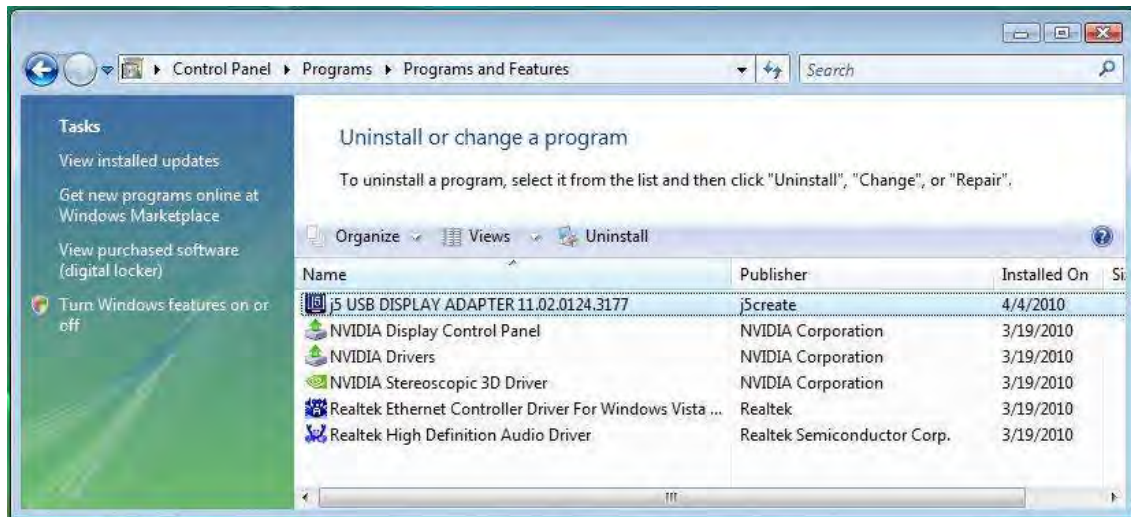 Control Panel ▸ Programs ▸ Programs and Features
Search
Tasks
View installed updates
Get new programs online at
Windows Marketplace
View purchased software
(digital locker)
Turn Windows features on or
off
Uninstall or change a program
To uninstall a program, select it from the list and then click "Uninstall", "Change", or "Repair".
Organize Views Uninstall
Name Publisher Installed On Si
j5 USB DISPLAY ADAPTER 11.02.0124.3177 j5create 4/4/2010
NVIDIA Display Control Panel NVIDIA Corporation 3/19/2010
NVIDIA Drivers NVIDIA Corporation 3/19/2010
NVIDIA Stereoscopic 3D Driver NVIDIA Corporation 3/19/2010
Realtek Ethernet Controller Driver For Windows Vista ... Realtek 3/19/2010
Realtek High Definition Audio Driver Realtek Semiconductor Corp. 3/19/2010